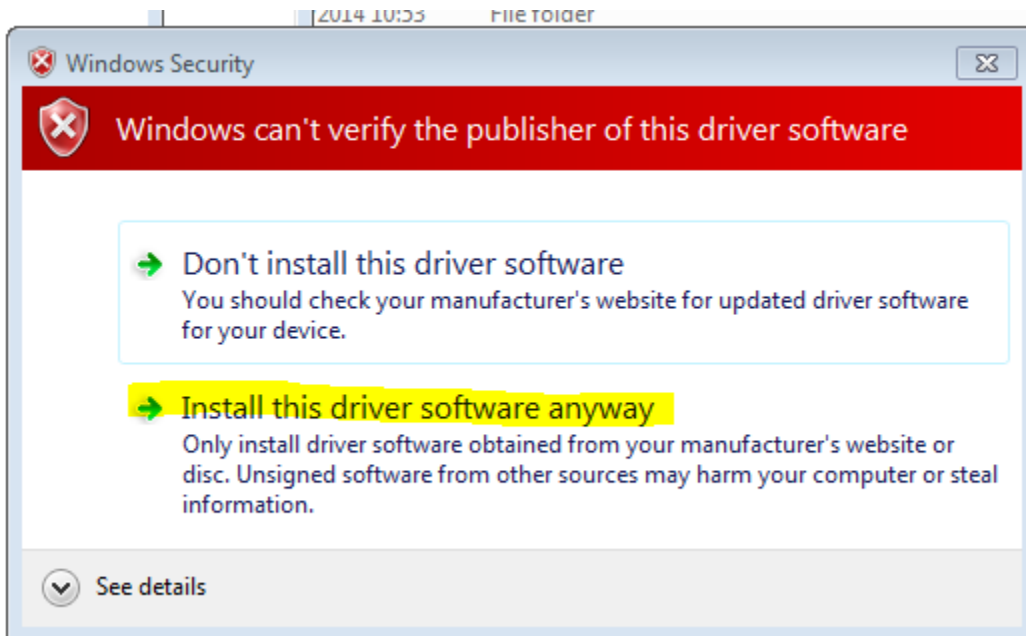 2014 10:53 File folder
Windows Security
Windows can't verify the publisher of this driver software
Don't install this driver software
You should check your manufacturer's website for updated driver software
for your device.
Install this driver software anyway
Only install driver software obtained from your manufacturer's website or
disc. Unsigned software from other sources may harm your computer or steal
information.
See details